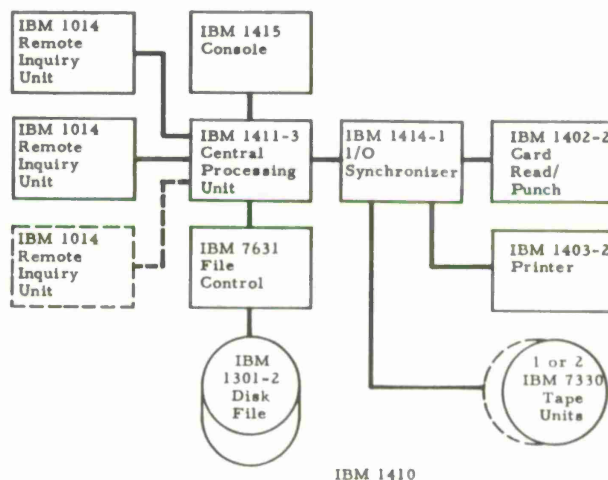 IBM 1014
Remote
Inquiry
Unit
IBM 1415
Console
IBM 1014
Remote
Inquiry
Unit
IBM 1411-3
Central
Processing
Unit
IBM 1414-1
I/O
Synchronizer
IBM 1402-2
Card
Read/
Punch
IBM 1014
Remote
Inquiry
Unit
IBM 7631
File
Control
IBM 1403-2
Printer
IBM
1301-2
Disk
File
1 or 2
IBM 7330
Tape
Units
IBM 1410